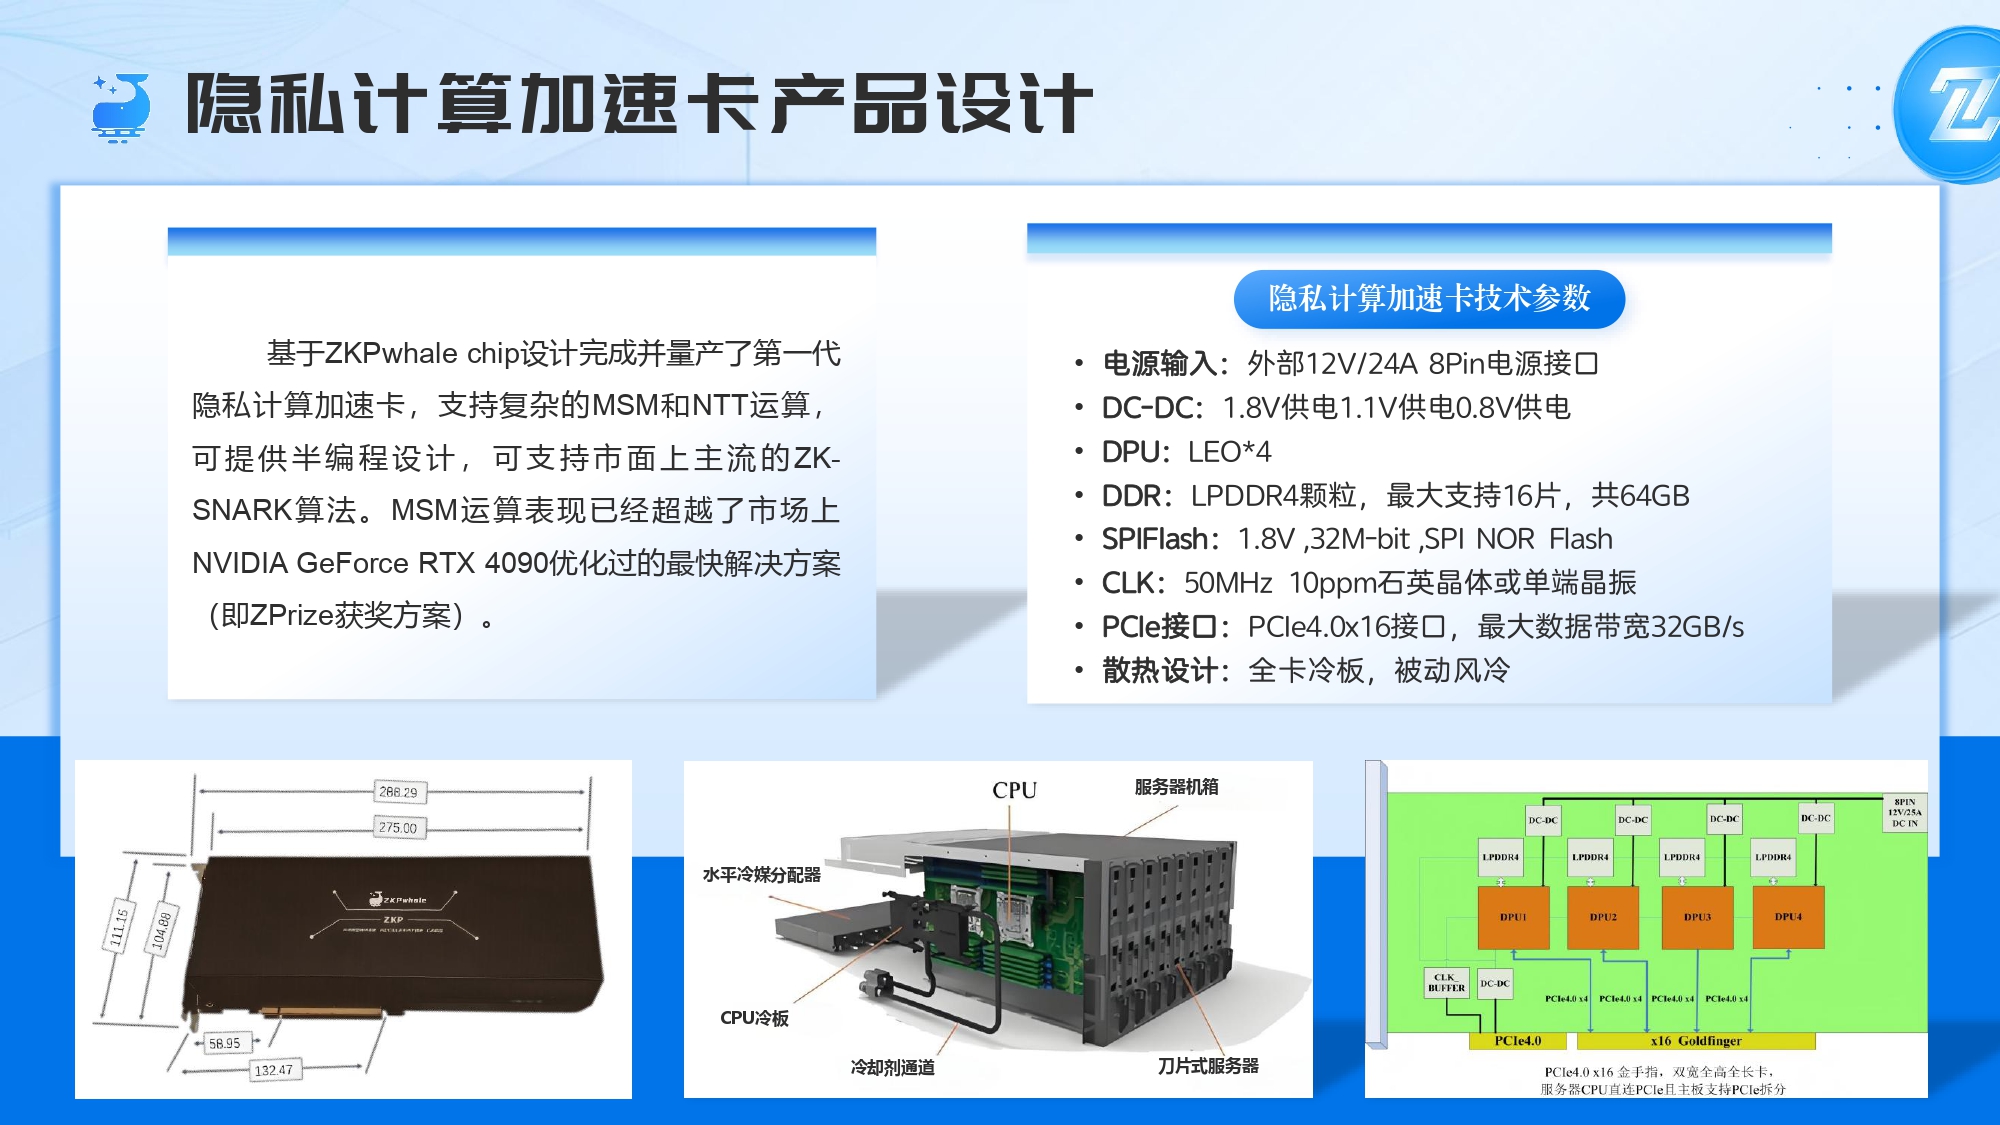 隐私计算加速卡产品设计
基于ZKPwhale chip设计完成并量产了第一代
隐私计算加速卡，支持复杂的MSM和NTT运算，
可提供半编程设计，可支持市面上主流的ZK-
SNARK算法。MSM运算表现已经超越了市场上
NVIDIA GeForce RTX 4090优化过的最快解决方案
（即ZPrize获奖方案）。
隐私计算加速卡技术参数
• 电源输入：外部12V/24A 8Pin电源接口
• DC-DC：1.8V供电1.1V供电0.8V供电
• DPU：LEO*4
• DDR：LPDDR4颗粒，最大支持16片，共64GB
• SPIFlash：1.8V ,32M-bit ,SPI NOR Flash
• CLK：50MHz 10ppm石英晶体或单端晶振
• PCIe接口：PCIe4.0x16接口，最大数据带宽32GB/s
• 散热设计：全卡冷板，被动风冷
288.29
275.00
111.15
104.88
ZKPwhale
ZKP
58.95
132.47
CPU
服务器机箱
水平冷媒分配器
CPU冷板
冷却剂通道
刀片式服务器
8PIN
12V/25A
DC IN
DC-DC DC-DC DC-DC DC-DC
LPDDR4 LPDDR4 LPDDR4 LPDDR4
DPU1 DPU2 DPU3 DPU4
CLK_
BUFFER
DC-DC
PCIe4.0 x4 PCIe4.0 x4 PCIe4.0 x4 PCIe4.0 x4
PCIe4.0 x16 Goldfinger
PCIe4.0 x16 金手指，双宽全高全长卡，
服务器CPU直连PCIe且主板支持PCIe拆分